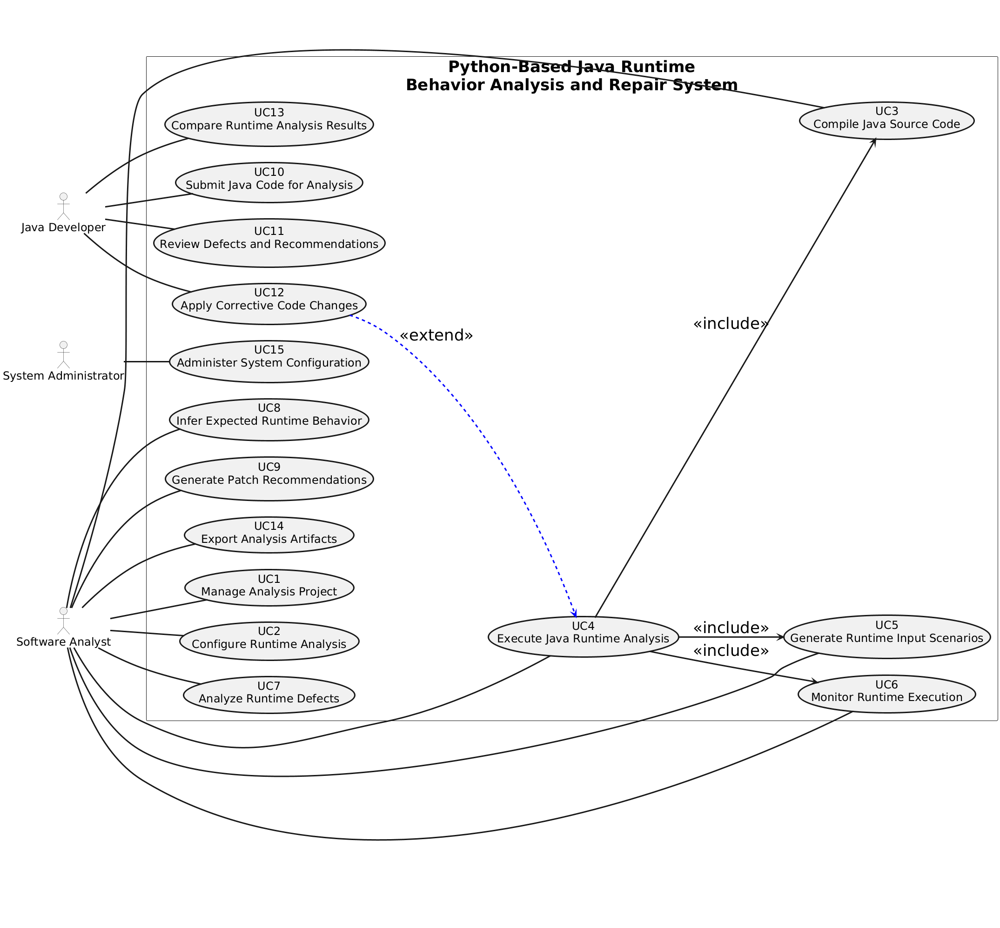 Python-Based Java Runtime
Behavior Analysis and Repair System
UC13
Compare Runtime Analysis Results
UC3
Compile Java Source Code
UC10
Submit Java Code for Analysis
Java Developer
UC11
Review Defects and Recommendations
UC12
Apply Corrective Code Changes
«include»
«extend»
UC15
Administer System Configuration
System Administrator
UC8
Infer Expected Runtime Behavior
UC9
Generate Patch Recommendations
UC14
Export Analysis Artifacts
UC1
Manage Analysis Project
Software Analyst
UC2
Configure Runtime Analysis
UC4
Execute Java Runtime Analysis
«include»
«include»
UC5
Generate Runtime Input Scenarios
UC7
Analyze Runtime Defects
UC6
Monitor Runtime Execution